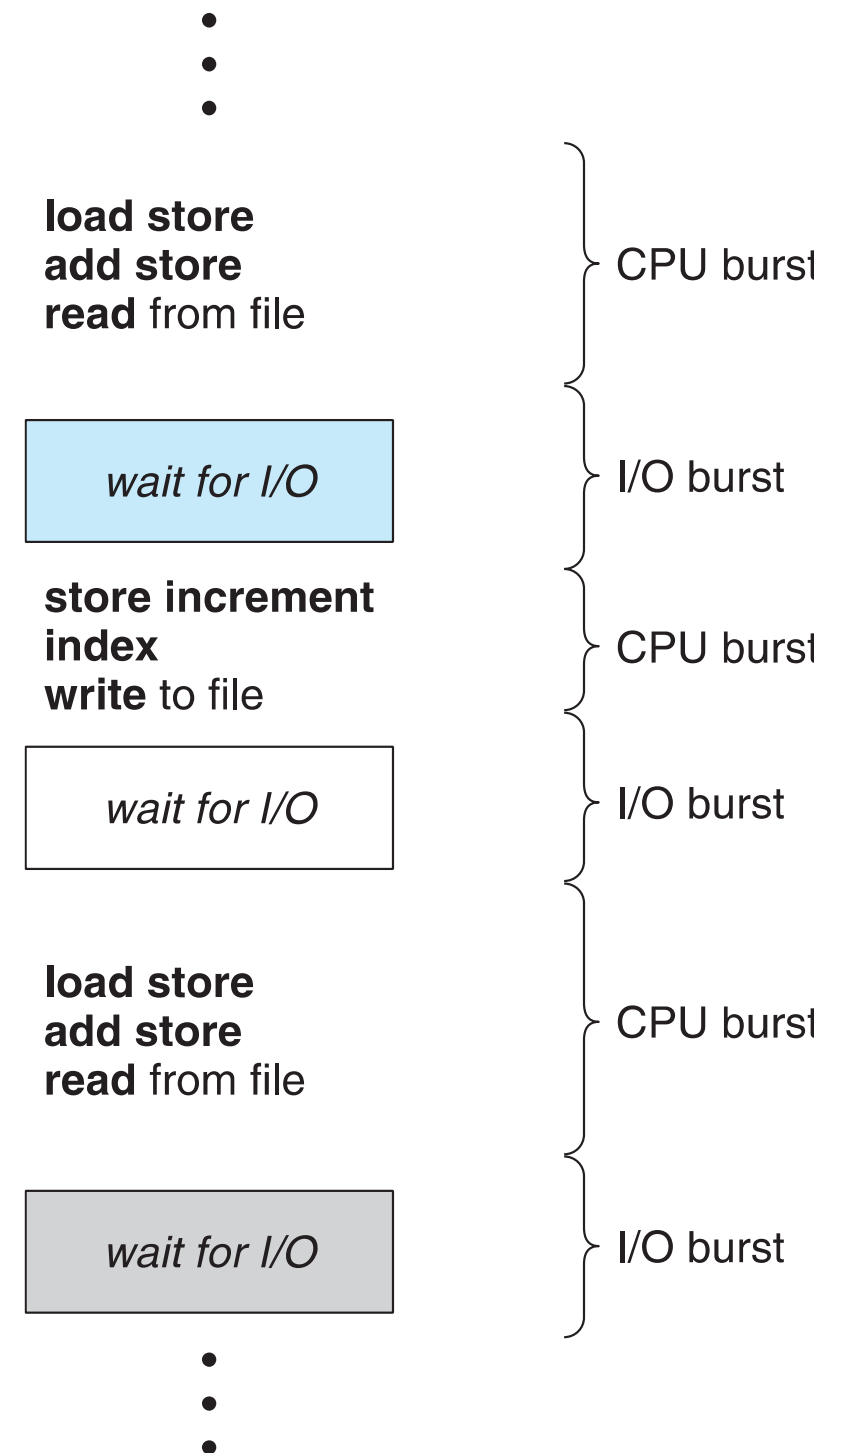 load store
add store
read from file
CPU burst
wait for I/O
I/O burst
store increment
index
write to file
CPU burst
wait for I/O
I/O burst
load store
add store
read from file
CPU burst
wait for I/O
I/O burst